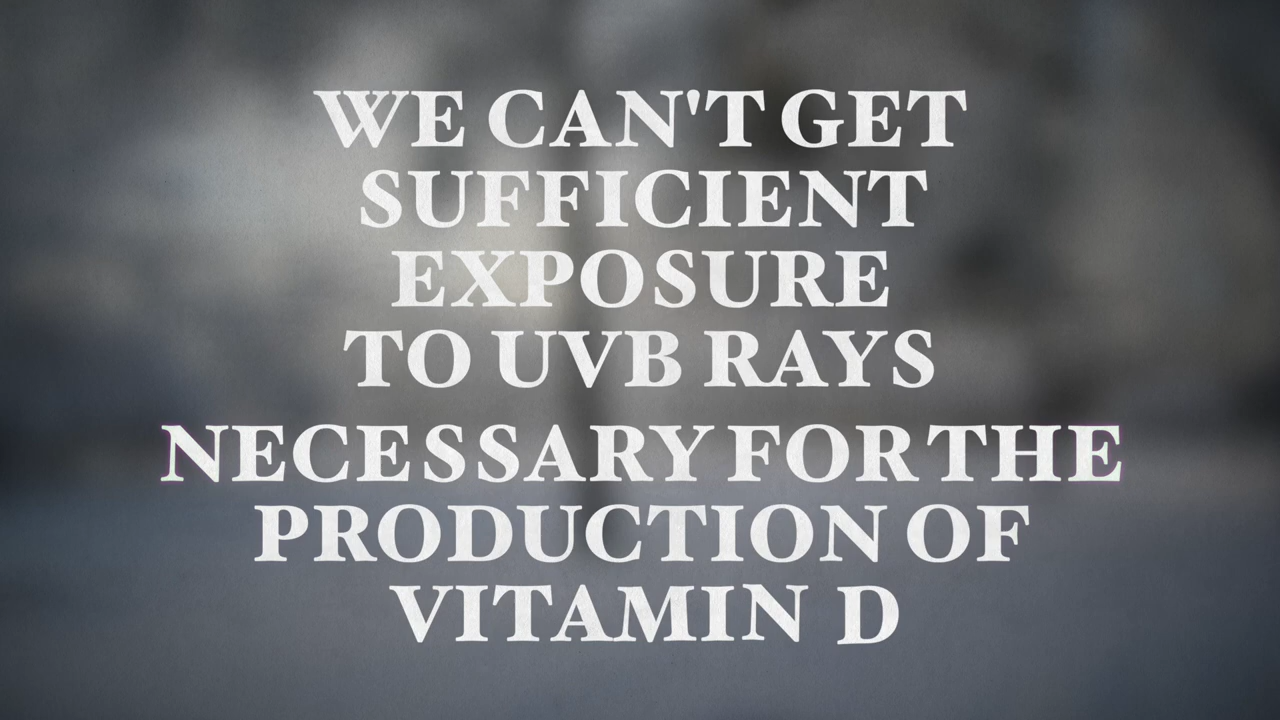 WE CAN'T GET
SUFFICIENT
EXPOSURE
TO UVB RAYS
NECESSARY FOR THE
PRODUCTION OF
VITAMIN D